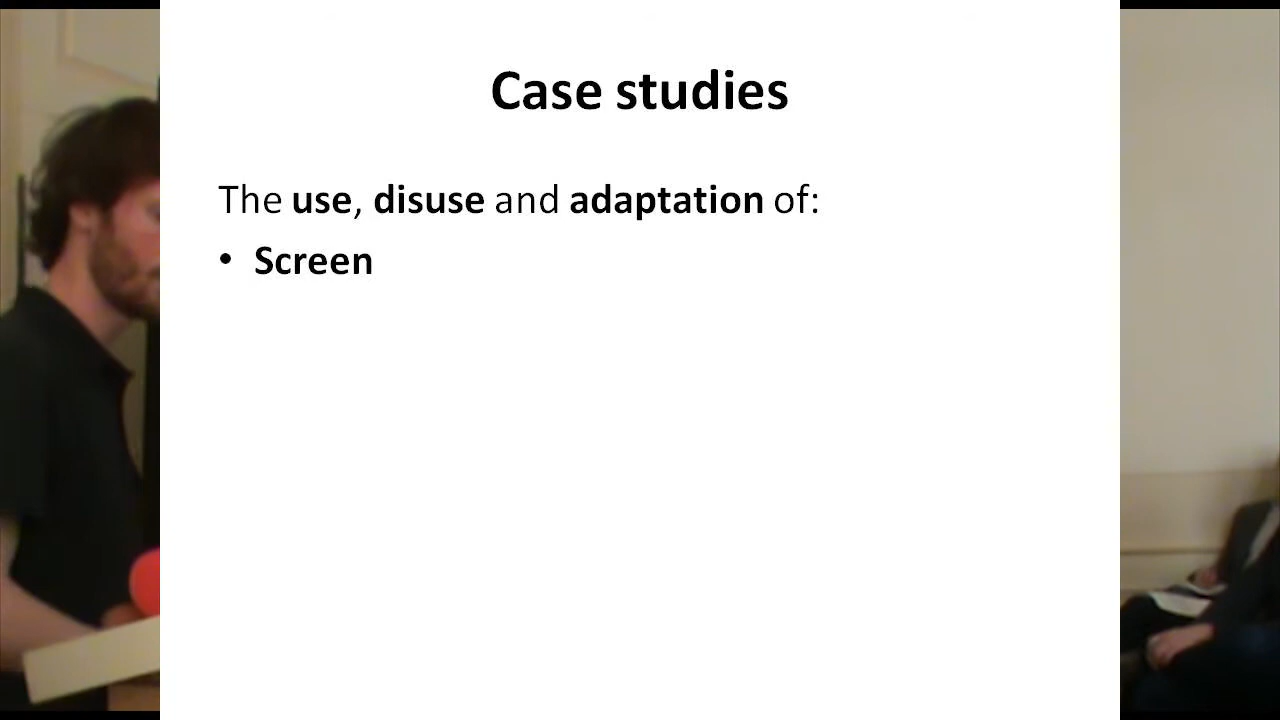 Case studies
The use, disuse and adaptation of:
• Screen